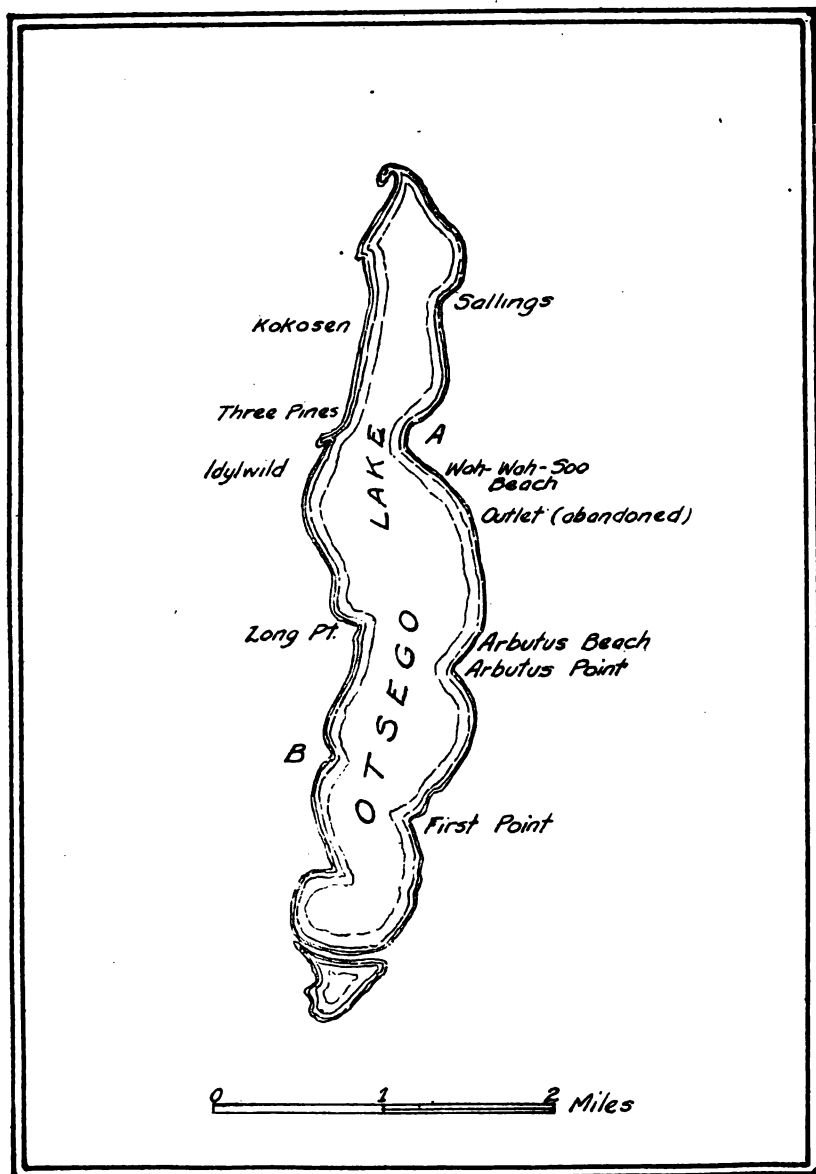 Sallings
Kokosen
Three Pines
A
Idylwild
Wah-Wah-Soo
Beach
LAKE
Outlet (abandoned)
Long Pt.
Arbutus Beach
Arbutus Point
OTSEGO
B
First Point
0 1 2 Miles